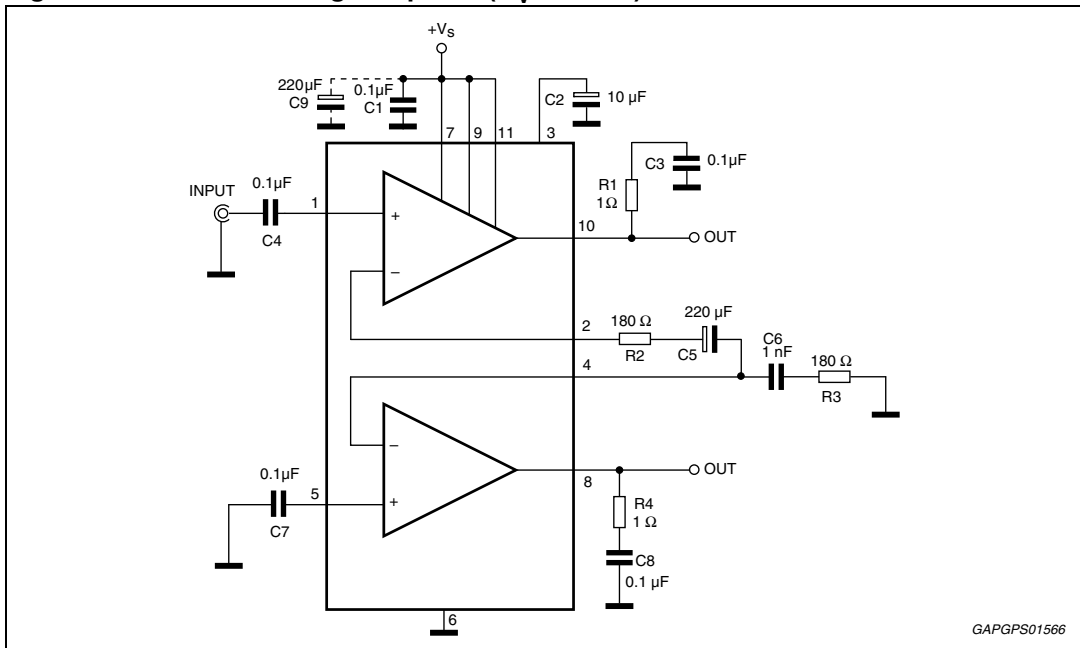 +VS
220µF
C9
0.1µF
C1
C2
10 µF
7
9
11
3
C3
0.1µF
R1
1Ω
INPUT
0.1µF
C4
1
+
−
10
OUT
2
180 Ω
R2
220 µF
C5
C6
1 nF
180 Ω
R3
4
−
+
8
OUT
0.1µF
C7
5
R4
1 Ω
C8
0.1 µF
6
GAPGPS01566